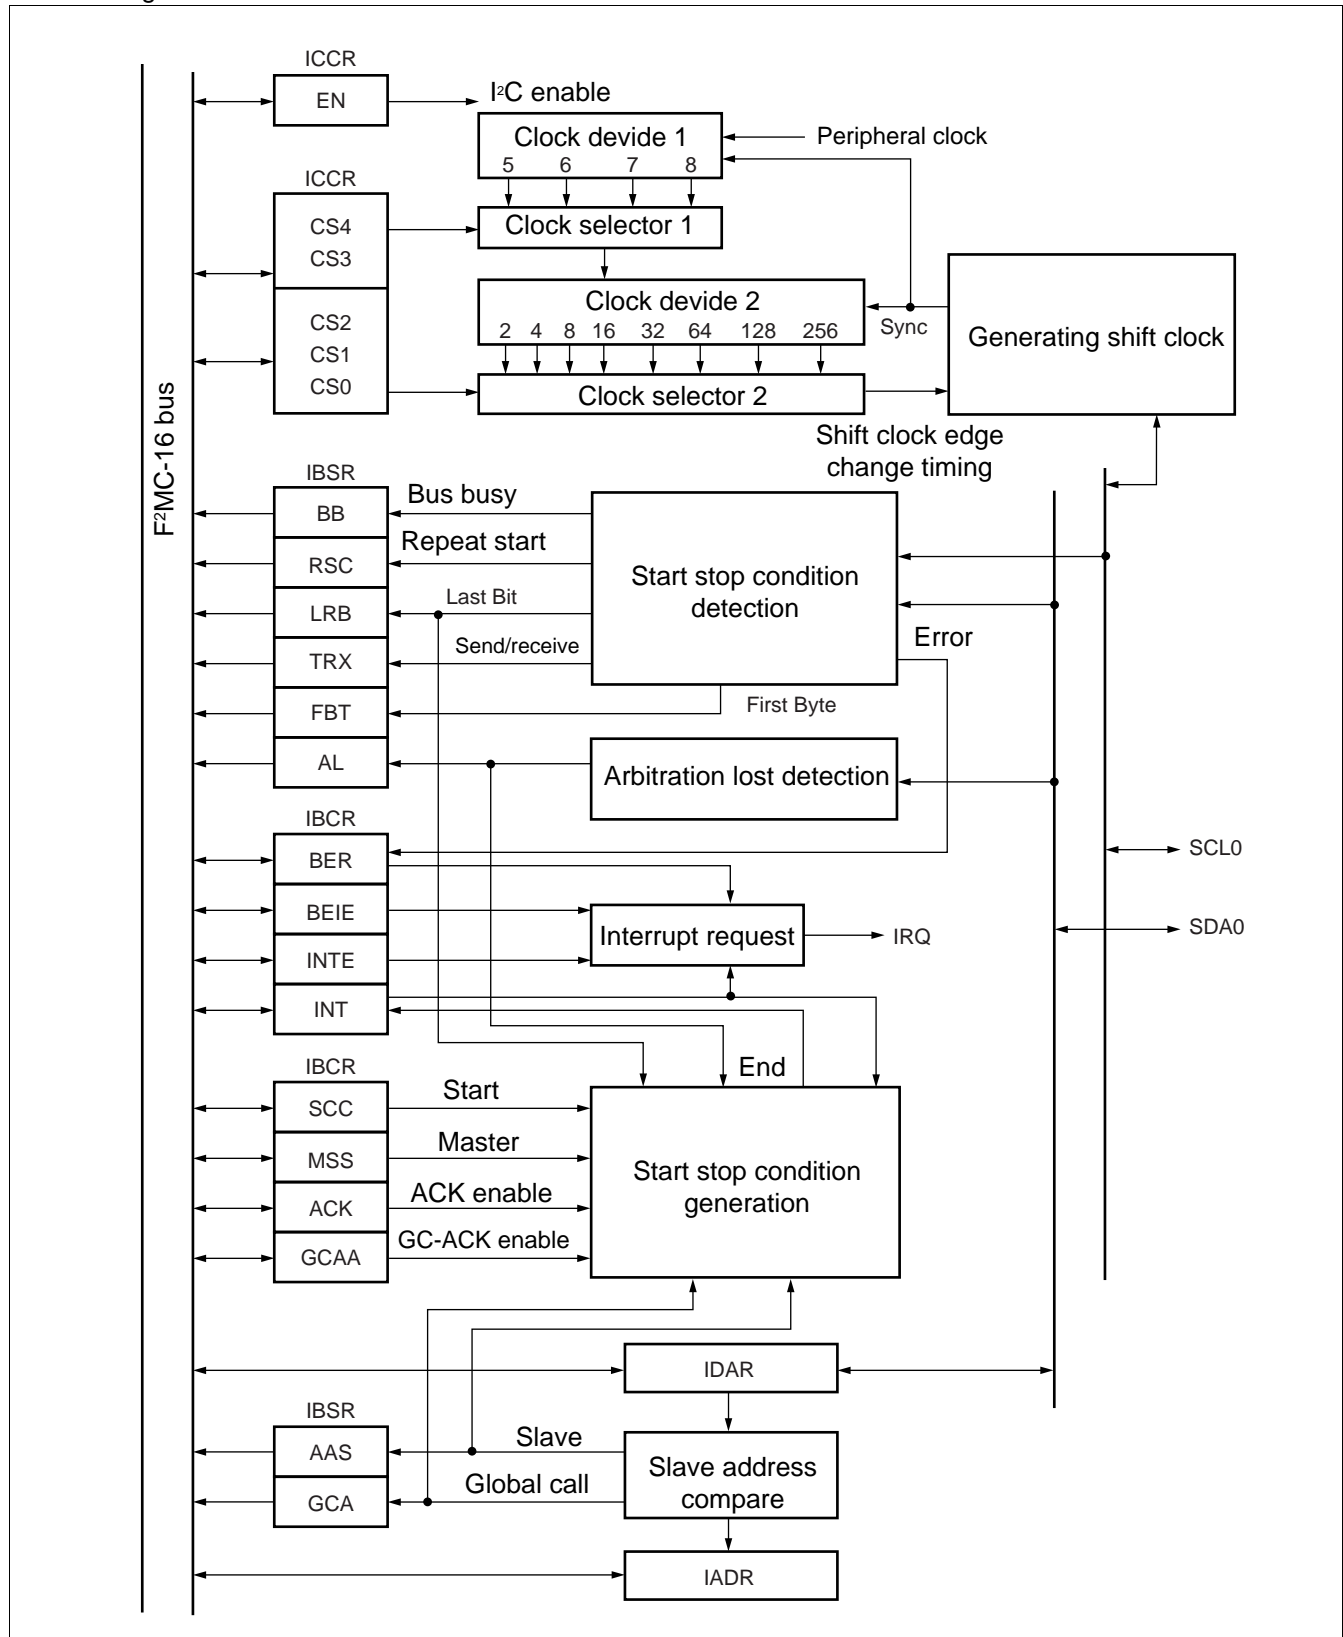 ICCR
EN
I²C enable
Clock devide 1
5 6 7 8
Peripheral clock
ICCR
CS4
CS3
Clock selector 1
CS2
CS1
CS0
Clock devide 2
2 4 8 16 32 64 128 256
Sync
Clock selector 2
Generating shift clock
Shift clock edge
change timing
F²MC-16 bus
IBSR
BB
Bus busy
RSC
Repeat start
LRB
Last Bit
TRX
Send/receive
FBT
First Byte
AL
Start stop condition
detection
Error
Arbitration lost detection
IBCR
BER
BEIE
INTE
INT
Interrupt request
IRQ
SCL0
SDA0
End
IBCR
SCC
Start
MSS
Master
ACK
ACK enable
GCAA
GC-ACK enable
Start stop condition
generation
IDAR
IBSR
AAS
Slave
GCA
Global call
Slave address
compare
IADR